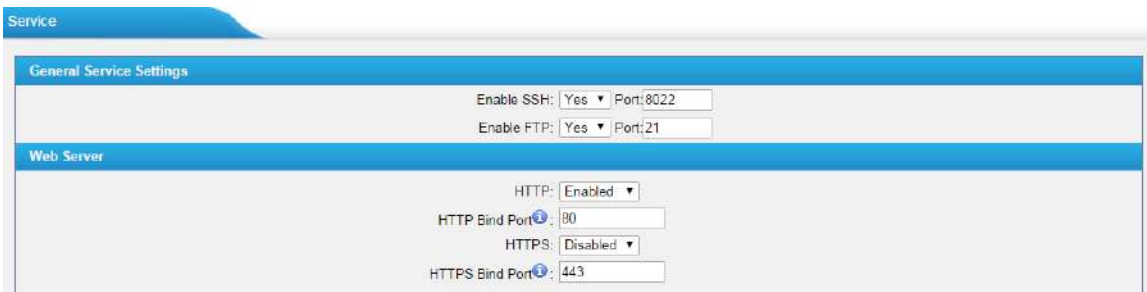 Service
General Service Settings
Enable SSH: Yes Port: 8022
Enable FTP: Yes Port: 21
Web Server
HTTP: Enabled
HTTP Bind Port : 80
HTTPS: Disabled
HTTPS Bind Port : 443